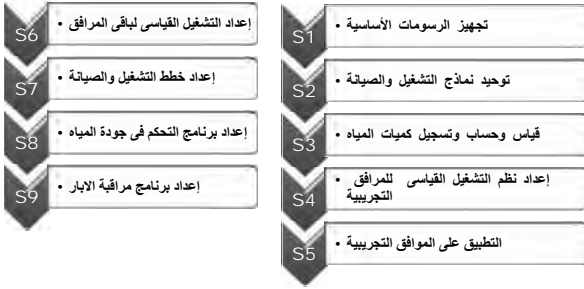 S1
تجهيز الرسومات الأساسية •
S2
توحيد نماذج التشغيل والصيانة •
S3
قياس وحساب وتسجيل كميات المياه •
S4
إعداد نظم التشغيل القياسى للمرافق •
التجريبية
S5
التطبيق على الموافق التجريبية •
S6
إعداد التشغيل القياسى لباقى المرافق •
S7
إعداد خطط التشغيل والصيانة •
S8
إعداد برنامج التحكم فى جودة المياه •
S9
إعداد برنامج مراقبة الابار •